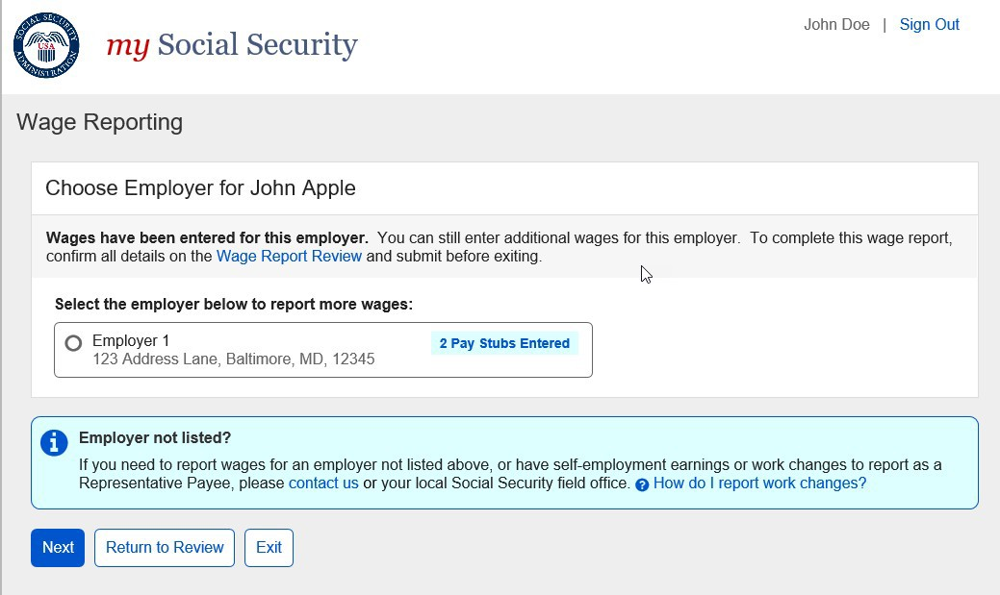 SOCIAL SECURITY ADMINISTRATION
USA
my Social Security
John Doe | Sign Out
Wage Reporting
Choose Employer for John Apple
Wages have been entered for this employer. You can still enter additional wages for this employer. To complete this wage report,
confirm all details on the Wage Report Review and submit before exiting.
Select the employer below to report more wages:
Employer 1
2 Pay Stubs Entered
123 Address Lane, Baltimore, MD, 12345
Employer not listed?
If you need to report wages for an employer not listed above, or have self-employment earnings or work changes to report as a
Representative Payee, please contact us or your local Social Security field office. ? How do I report work changes?
Next
Return to Review
Exit